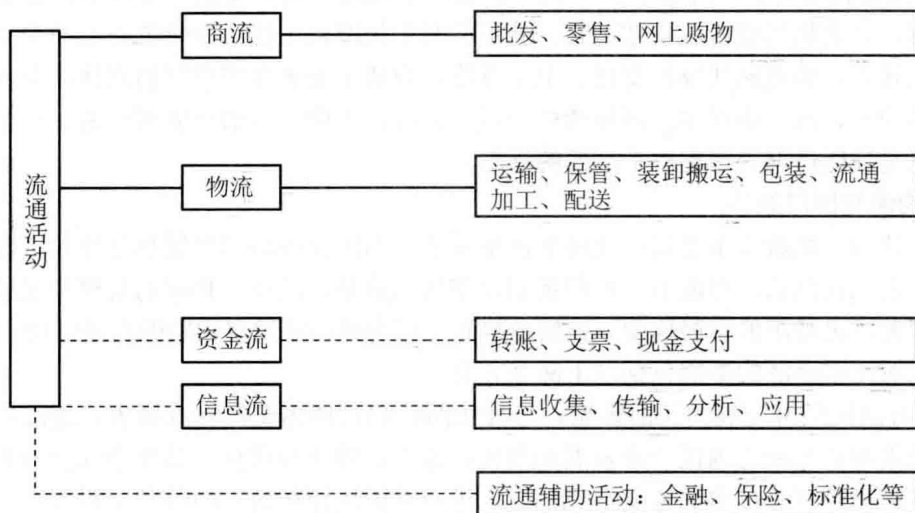 流通活动
商流
批发、零售、网上购物
物流
运输、保管、装卸搬运、包装、流通
加工、配送
资金流
转账、支票、现金支付
信息流
信息收集、传输、分析、应用
流通辅助活动：金融、保险、标准化等